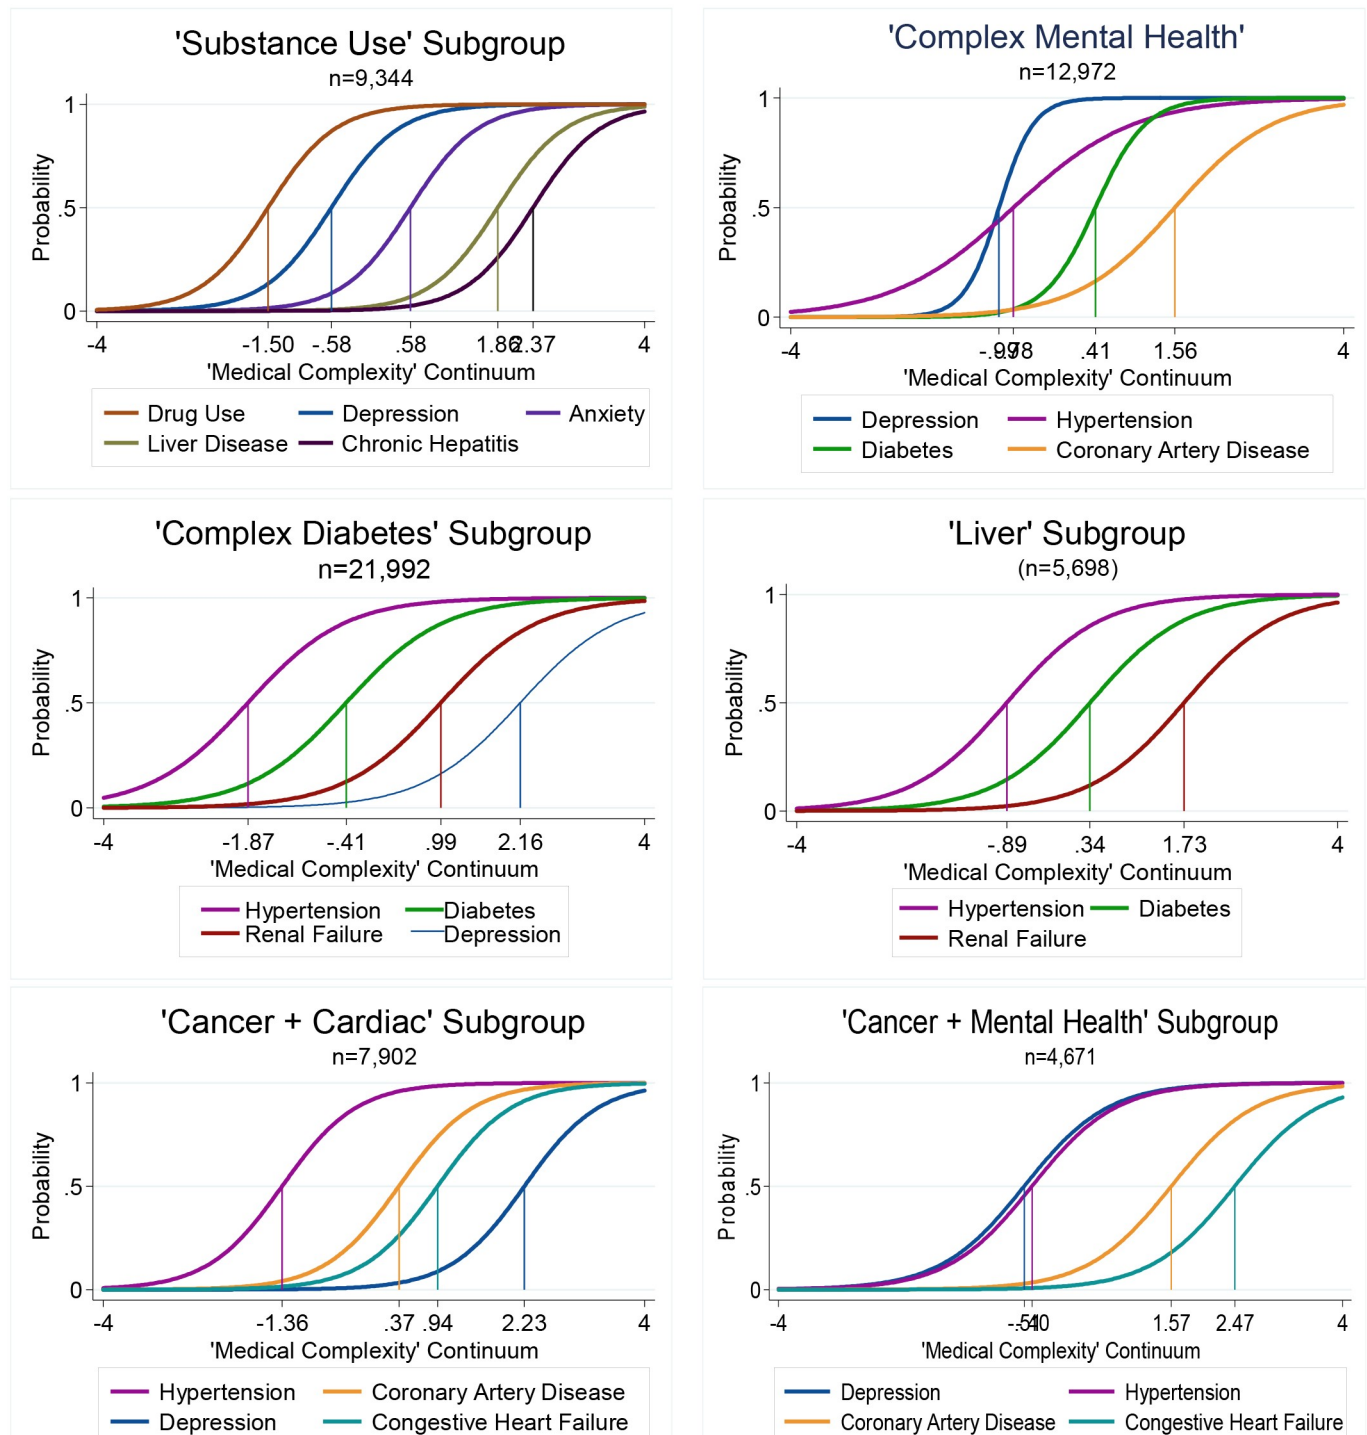 'Substance Use' Subgroup
n=9,344
Probability
1
.5
0
-4 -1.50 -.58 .58 1.86 2.37 4
'Medical Complexity' Continuum
Drug Use Depression Anxiety
Liver Disease Chronic Hepatitis
'Complex Mental Health'
n=12,972
Probability
1
.5
0
-4 .41 1.56 4
'Medical Complexity' Continuum
Depression Hypertension
Diabetes Coronary Artery Disease
'Complex Diabetes' Subgroup
n=21,992
Probability
1
.5
0
-4 -1.87 -.41 .99 2.16 4
'Medical Complexity' Continuum
Hypertension Diabetes
Renal Failure Depression
'Liver' Subgroup
(n=5,698)
Probability
1
.5
0
-4 -.89 .34 1.73 4
'Medical Complexity' Continuum
Hypertension Diabetes
Renal Failure
'Cancer + Cardiac' Subgroup
n=7,902
Probability
1
.5
0
-4 -1.36 .37 .94 2.23 4
'Medical Complexity' Continuum
Hypertension Coronary Artery Disease
Depression Congestive Heart Failure
'Cancer + Mental Health' Subgroup
n=4,671
Probability
1
.5
0
-4 1.57 2.47 4
'Medical Complexity' Continuum
Depression Hypertension
Coronary Artery Disease Congestive Heart Failure